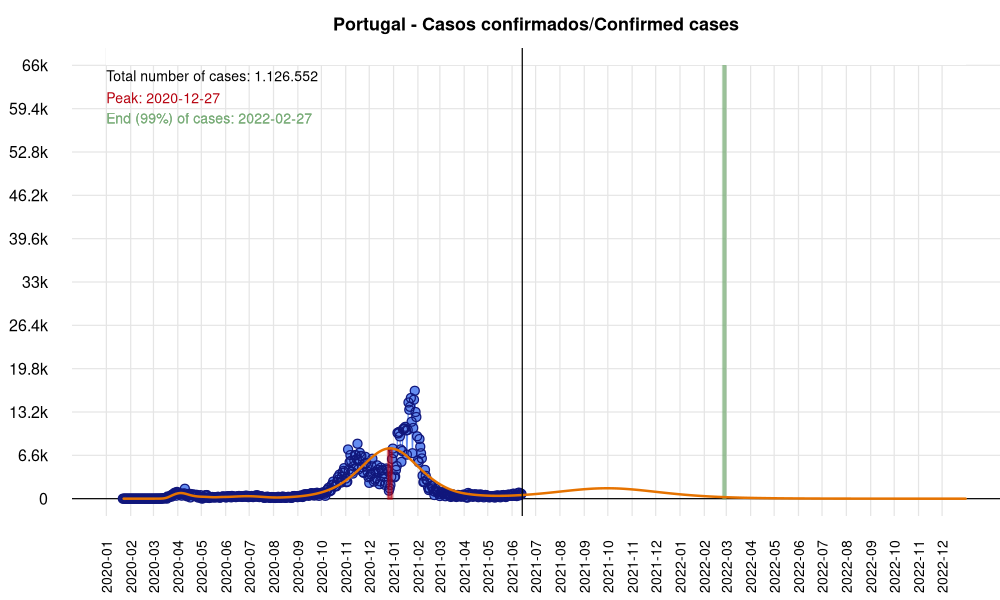 Portugal - Casos confirmados/Confirmed cases
66k
59.4k
52.8k
46.2k
39.6k
33k
26.4k
19.8k
13.2k
6.6k
0
Total number of cases: 1.126.552
Peak: 2020-12-27
End (99%) of cases: 2022-02-27
2020-01
2020-02
2020-03
2020-04
2020-05
2020-06
2020-07
2020-08
2020-09
2020-10
2020-11
2020-12
2021-01
2021-03
2021-04
2021-05
2021-06
2021-07
2021-09
2021-10
2021-11
2021-12
2022-01
2022-02
2022-03
2022-04
2022-05
2022-06
2022-07
2022-08
2022-09
2022-10
2022-11
2022-12